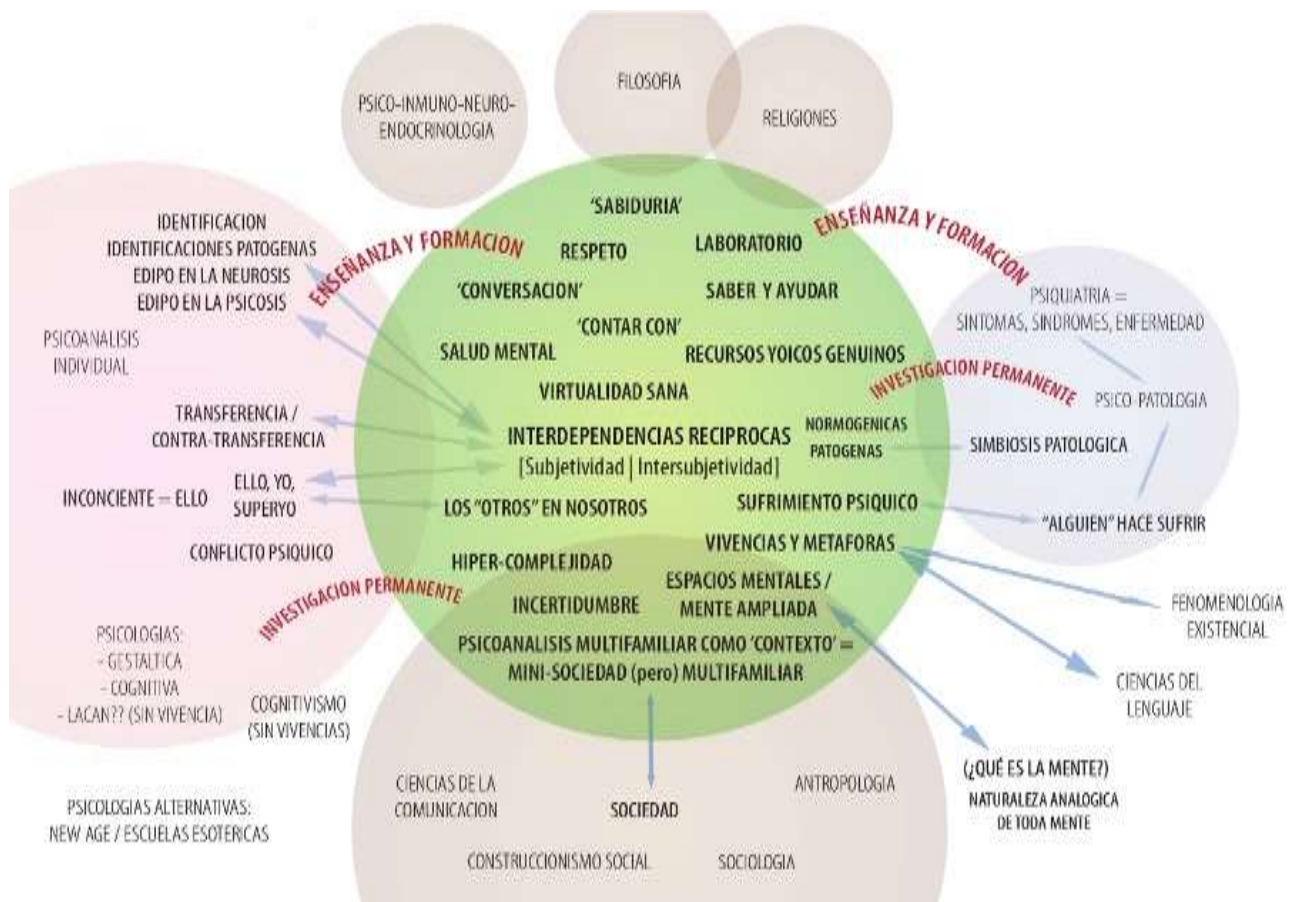 FILOSOFIA
PSICO-INMUNO-NEURO-
ENDOCRINOLOGIA
RELIGIONES
'SABIDURIA'
ENSEÑANZA Y FORMACION
RESPETO
LABORATORIO
ENSEÑANZA Y FORMACION
'CONVERSACION'
SABER Y AYUDAR
'CONTAR CON'
SALUD MENTAL
RECURSOS YOICOS GENUINOS
VIRTUALIDAD SANA
INVESTIGACION PERMANENTE
INTERDEPENDENCIAS RECIPROCAS
[Subjetividad | Intersubjetividad]
NORMOGENICAS
PATOGENAS
SIMBIOSIS PATOLOGICA
LOS "OTROS" EN NOSOTROS
SUFRIMIENTO PSIQUICO
"ALGUIEN" HACE SUFRIR
VIVENCIAS Y METAFORAS
HIPER-COMPLEJIDAD
ESPACIOS MENTALES /
MENTE AMPLIADA
INCERTIDUMBRE
PSICOANALISIS MULTIFAMILIAR COMO 'CONTEXTO' =
MINI-SOCIEDAD (pero) MULTIFAMILIAR
IDENTIFICACION
IDENTIFICACIONES PATOGENAS
EDIPO EN LA NEUROSIS
EDIPO EN LA PSICOSIS
PSICOANALISIS
INDIVIDUAL
TRANSFERENCIA /
CONTRA-TRANSFERENCIA
INCONCIENTE = ELLO
ELLO, YO,
SUPERYO
CONFLICTO PSIQUICO
INVESTIGACION PERMANENTE
PSICOLOGIAS:
- GESTALTICA
- COGNITIVA
- LACAN?? (SIN VIVENCIA)
COGNITIVISMO
(SIN VIVENCIAS)
PSICOLOGIAS ALTERNATIVAS:
NEW AGE / ESCUELAS ESOTERICAS
PSIQUIATRIA =
SINTOMAS, SINDROMES, ENFERMEDAD
PSICO-PATOLOGIA
FENOMENOLOGIA
EXISTENCIAL
CIENCIAS DEL
LENGUAJE
(¿QUÉ ES LA MENTE?)
NATURALEZA ANALOGICA
DE TODA MENTE
CIENCIAS DE LA
COMUNICACION
SOCIEDAD
ANTROPOLOGIA
CONSTRUCCIONISMO SOCIAL
SOCIOLOGIA